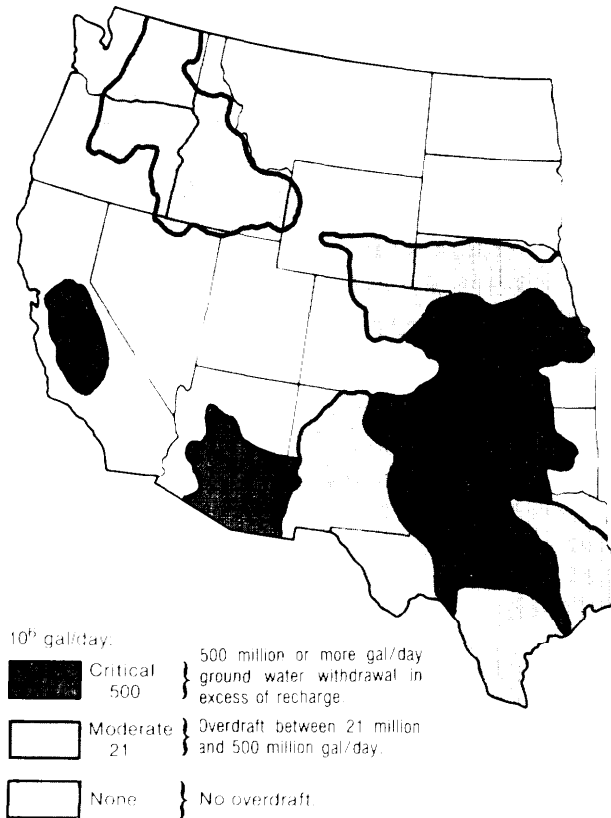 10⁶ gal/day:
Critical
500
500 million or more gal/day
ground water withdrawal in
excess of recharge.
Moderate
21
Overdraft between 21 million
and 500 million gal/day.
None
No overdraft.